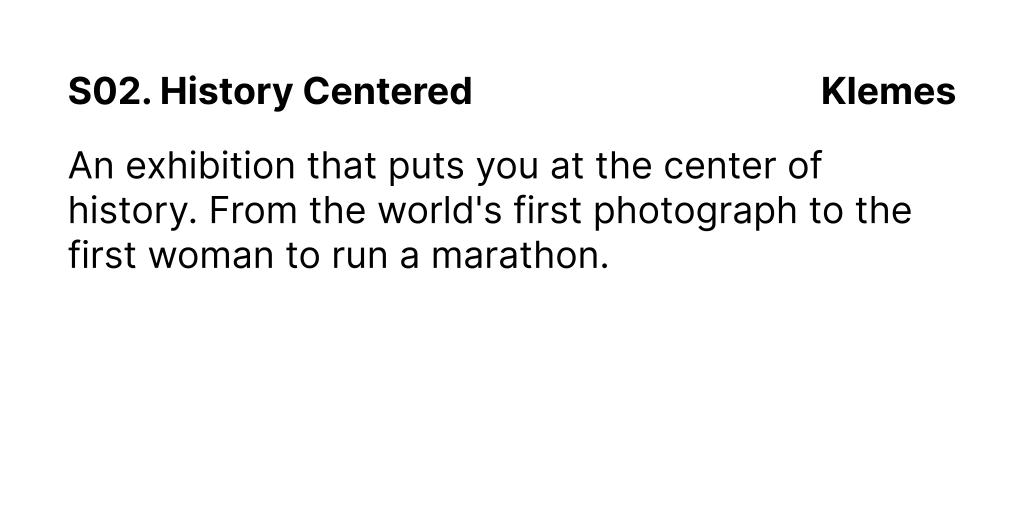 S02. History Centered Klemes
An exhibition that puts you at the center of
history. From the world's first photograph to the
first woman to run a marathon.